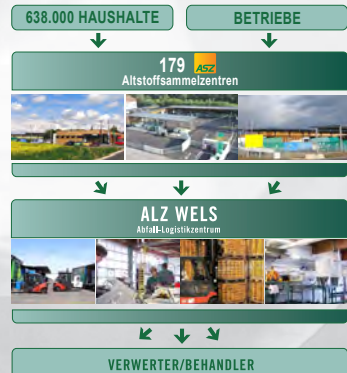 638.000 HAUSHALTE
BETRIEBE
179 ASZ
Altstoffsammelzentren
ALZ WELS
Abfall-Logistikzentrum
VERWERTER/BEHANDLER